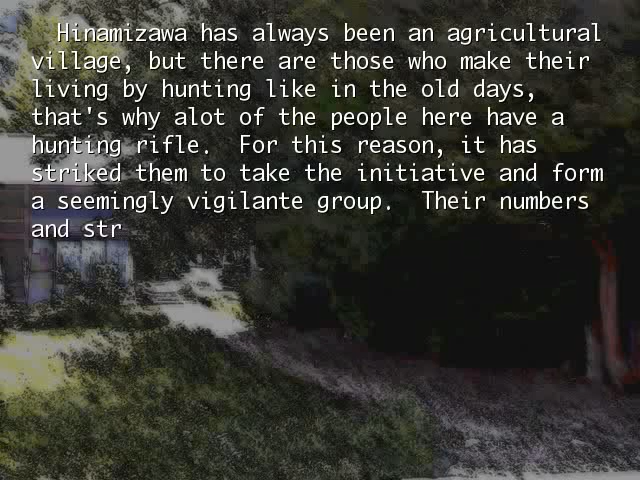 Hinamizawa has always been an agricultural
village, but there are those who make their
living by hunting like in the old days,
that's why alot of the people here have a
hunting rifle.  For this reason, it has
striked them to take the initiative and form
a seemingly vigilante group.  Their numbers
and str